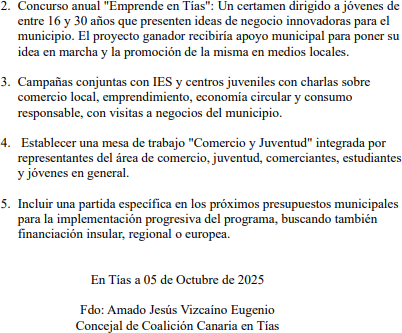 2. Concurso anual "Emprende en Tías": Un certamen dirigido a jóvenes de
entre 16 y 30 años que presenten ideas de negocio innovadoras para el
municipio. El proyecto ganador recibiría apoyo municipal para poner su
idea en marcha y la promoción de la misma en medios locales.
3. Campañas conjuntas con IES y centros juveniles con charlas sobre
comercio local, emprendimiento, economía circular y consumo
responsable, con visitas a negocios del municipio.
4. Establecer una mesa de trabajo "Comercio y Juventud" integrada por
representantes del área de comercio, juventud, comerciantes, estudiantes
y jóvenes en general.
5. Incluir una partida específica en los próximos presupuestos municipales
para la implementación progresiva del programa, buscando también
financiación insular, regional o europea.
En Tías a 05 de Octubre de 2025
Fdo: Amado Jesús Vizcaíno Eugenio
Concejal de Coalición Canaria en Tías